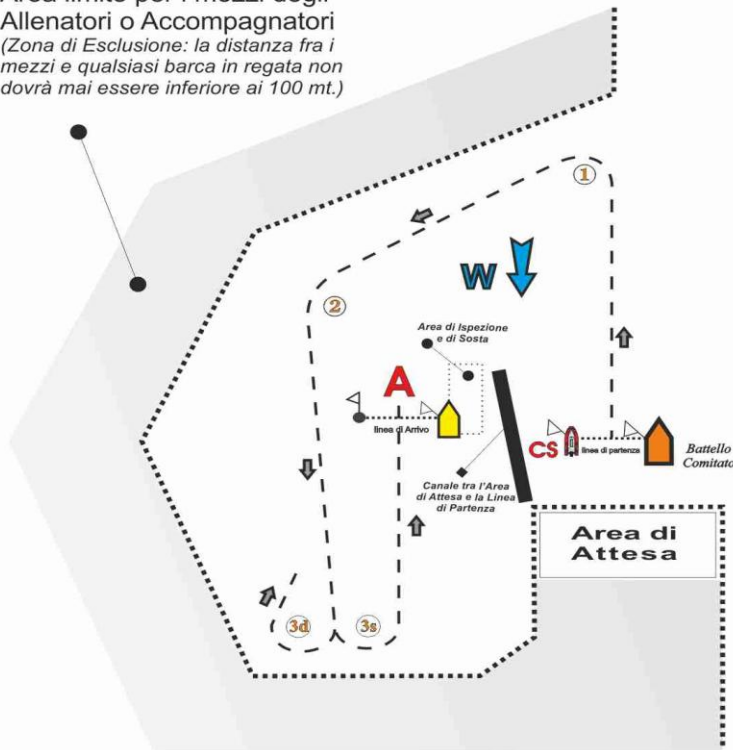 Area limite per i mezzi degli
Allenatori o Accompagnatori
(Zona di Esclusione: la distanza fra i
mezzi e qualsiasi barca in regata non
dovrà mai essere inferiore ai 100 mt.)
1
2
W
Area di Ispezione
e di Sosta
A
linea di Arrivo
CS
linea di partenza
Battello
Comitato
Canale tra l'Area
di Attesa e la Linea
di Partenza
Area di
Attesa
3d
3s